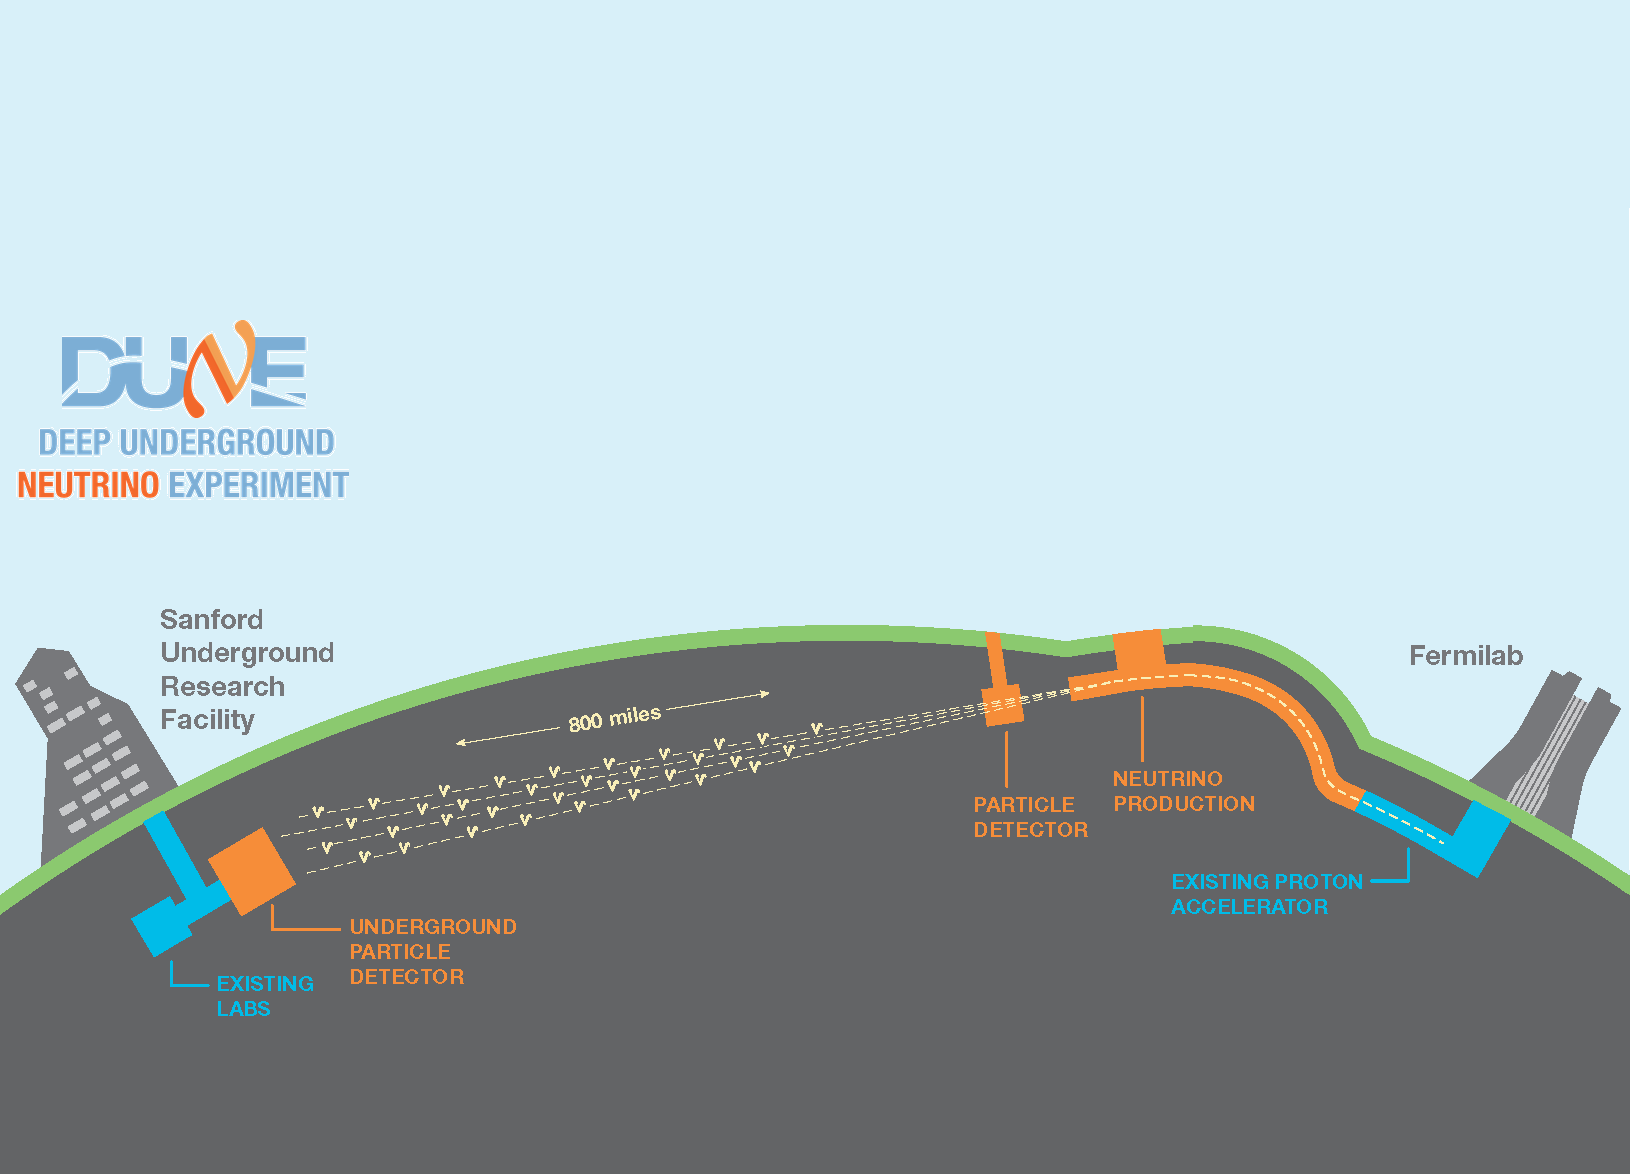 DUNE
DEEP UNDERGROUND
NEUTRINO EXPERIMENT
Sanford
Underground
Research
Facility
Fermilab
800 miles
PARTICLE
DETECTOR
NEUTRINO
PRODUCTION
EXISTING PROTON
ACCELERATOR
UNDERGROUND
PARTICLE
DETECTOR
EXISTING
LABS